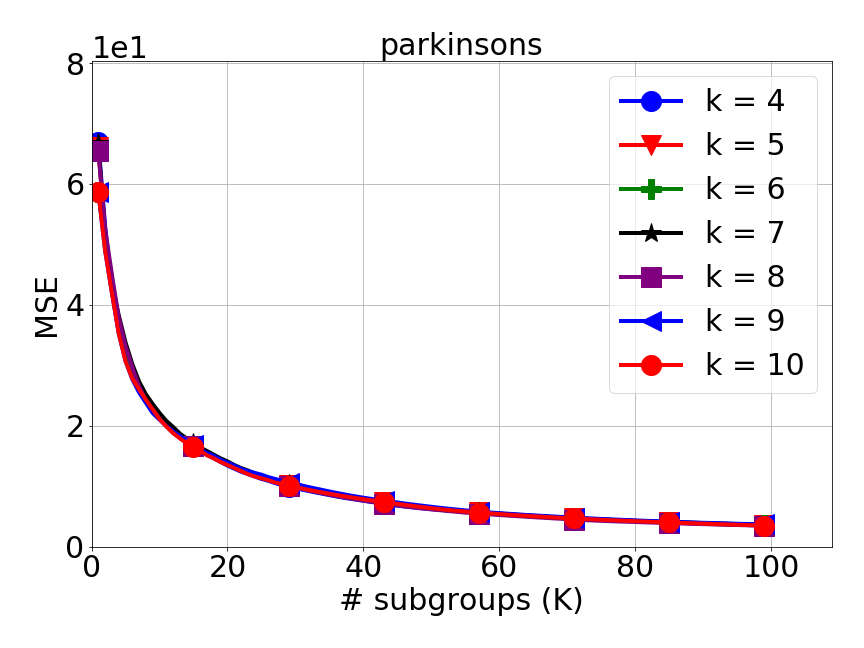 parkinsons
1e1
8
6
4
2
0
MSE
0 20 40 60 80 100
# subgroups (K)
k = 4
k = 5
k = 6
k = 7
k = 8
k = 9
k = 10